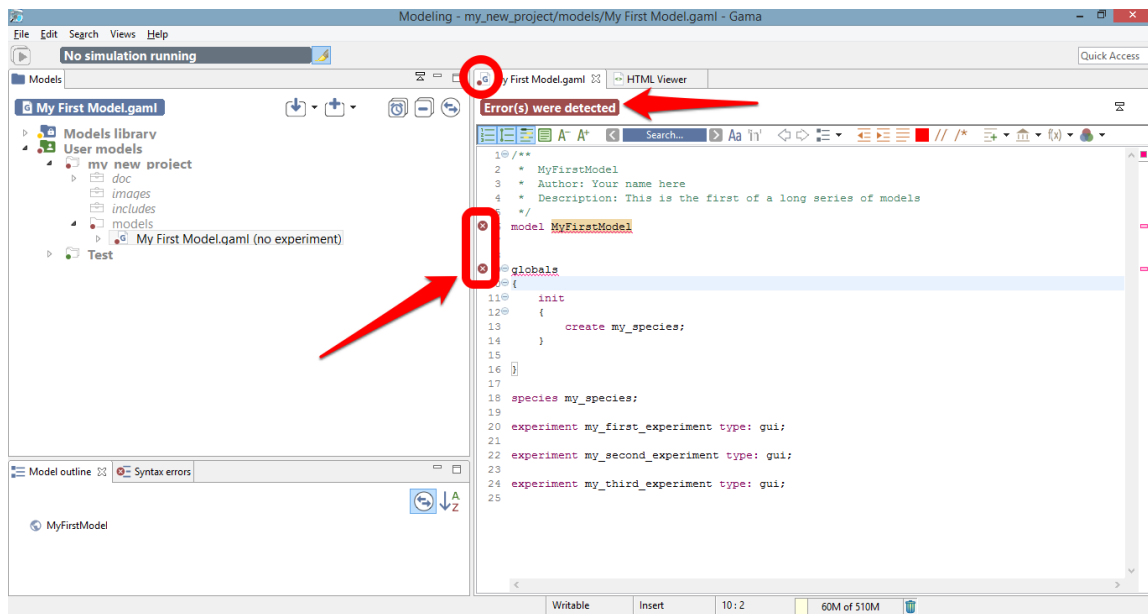 Modeling - my_new_project/models/My First Model.gaml - Gama
File Edit Search Views Help
No simulation running
Quick Access
Models
My First Model.gaml
Models library
User models
my new project
doc
images
includes
models
My First Model.gaml (no experiment)
Test
Model outline
Syntax errors
MyFirstModel
y First Model.gaml
HTML Viewer
Error(s) were detected
A⁻ A⁺ Search... Aa 'in' // /* {(x)
1 /**
2 * MyFirstModel
3 * Author: Your name here
4 * Description: This is the first of a long series of models
*/
model MyFirstModel
globals
{
11 init
12 {
13 create my_species;
14 }
15
16 }
17
18 species my_species;
19
20 experiment my_first_experiment type: gui;
21
22 experiment my_second_experiment type: gui;
23
24 experiment my_third_experiment type: gui;
25
Writable Insert 10 : 2 60M of 510M